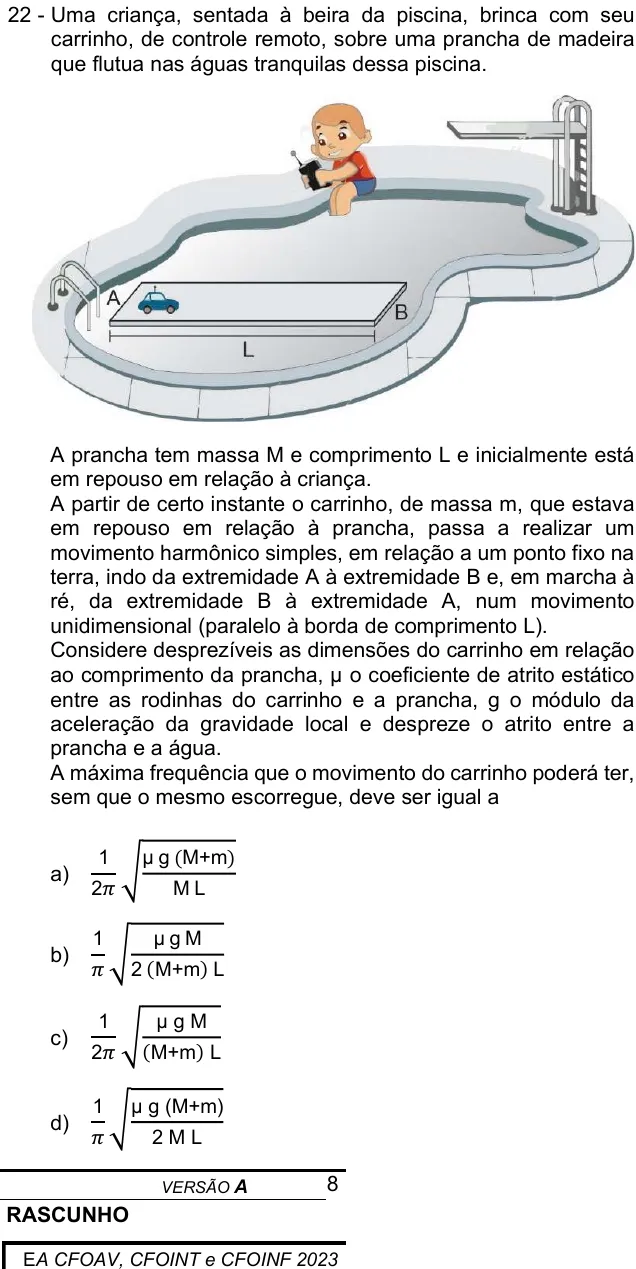 22 - Uma criança, sentada à beira da piscina, brinca com seu
carrinho, de controle remoto, sobre uma prancha de madeira
que flutua nas águas tranquilas dessa piscina.
A
B
L
A prancha tem massa M e comprimento L e inicialmente está
em repouso em relação à criança.
A partir de certo instante o carrinho, de massa m, que estava
em repouso em relação à prancha, passa a realizar um
movimento harmônico simples, em relação a um ponto fixo na
terra, indo da extremidade A à extremidade B e, em marcha à
ré, da extremidade B à extremidade A, num movimento
unidimensional (paralelo à borda de comprimento L).
Considere desprezíveis as dimensões do carrinho em relação
ao comprimento da prancha, μ o coeficiente de atrito estático
entre as rodinhas do carrinho e a prancha, g o módulo da
aceleração da gravidade local e despreze o atrito entre a
prancha e a água.
A máxima frequência que o movimento do carrinho poderá ter,
sem que o mesmo escorregue, deve ser igual a
a) 1/2π √(μ g (M+m) / M L)
b) 1/π √(μ g M / 2 (M+m) L)
c) 1/2π √(μ g M / (M+m) L)
d) 1/π √(μ g (M+m) / 2 M L)
VERSÃO A 8
RASCUNHO
EA CFOAV, CFOINT e CFOINF 2023